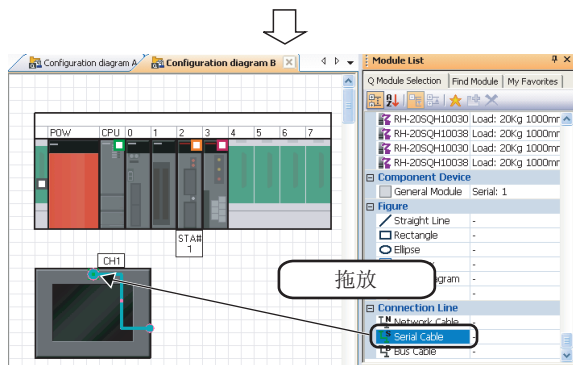 Configuration diagram A
Configuration diagram B
Module List
Q Module Selection
Find Module
My Favorites
RH-20SQH10030 Load: 20Kg 1000mr
RH-20SQH10038 Load: 20Kg 1000mr
RH-20SQH10030 Load: 20Kg 1000mr
RH-20SQH10038 Load: 20Kg 1000mr
Component Device
General Module Serial: 1
Figure
Straight Line -
Rectangle -
Ellipse -
Connection Line
Network Cable -
Serial Cable -
Bus Cable -
POW CPU 0 1 2 3 4 5 6 7
STA#
1
CH1
拖放